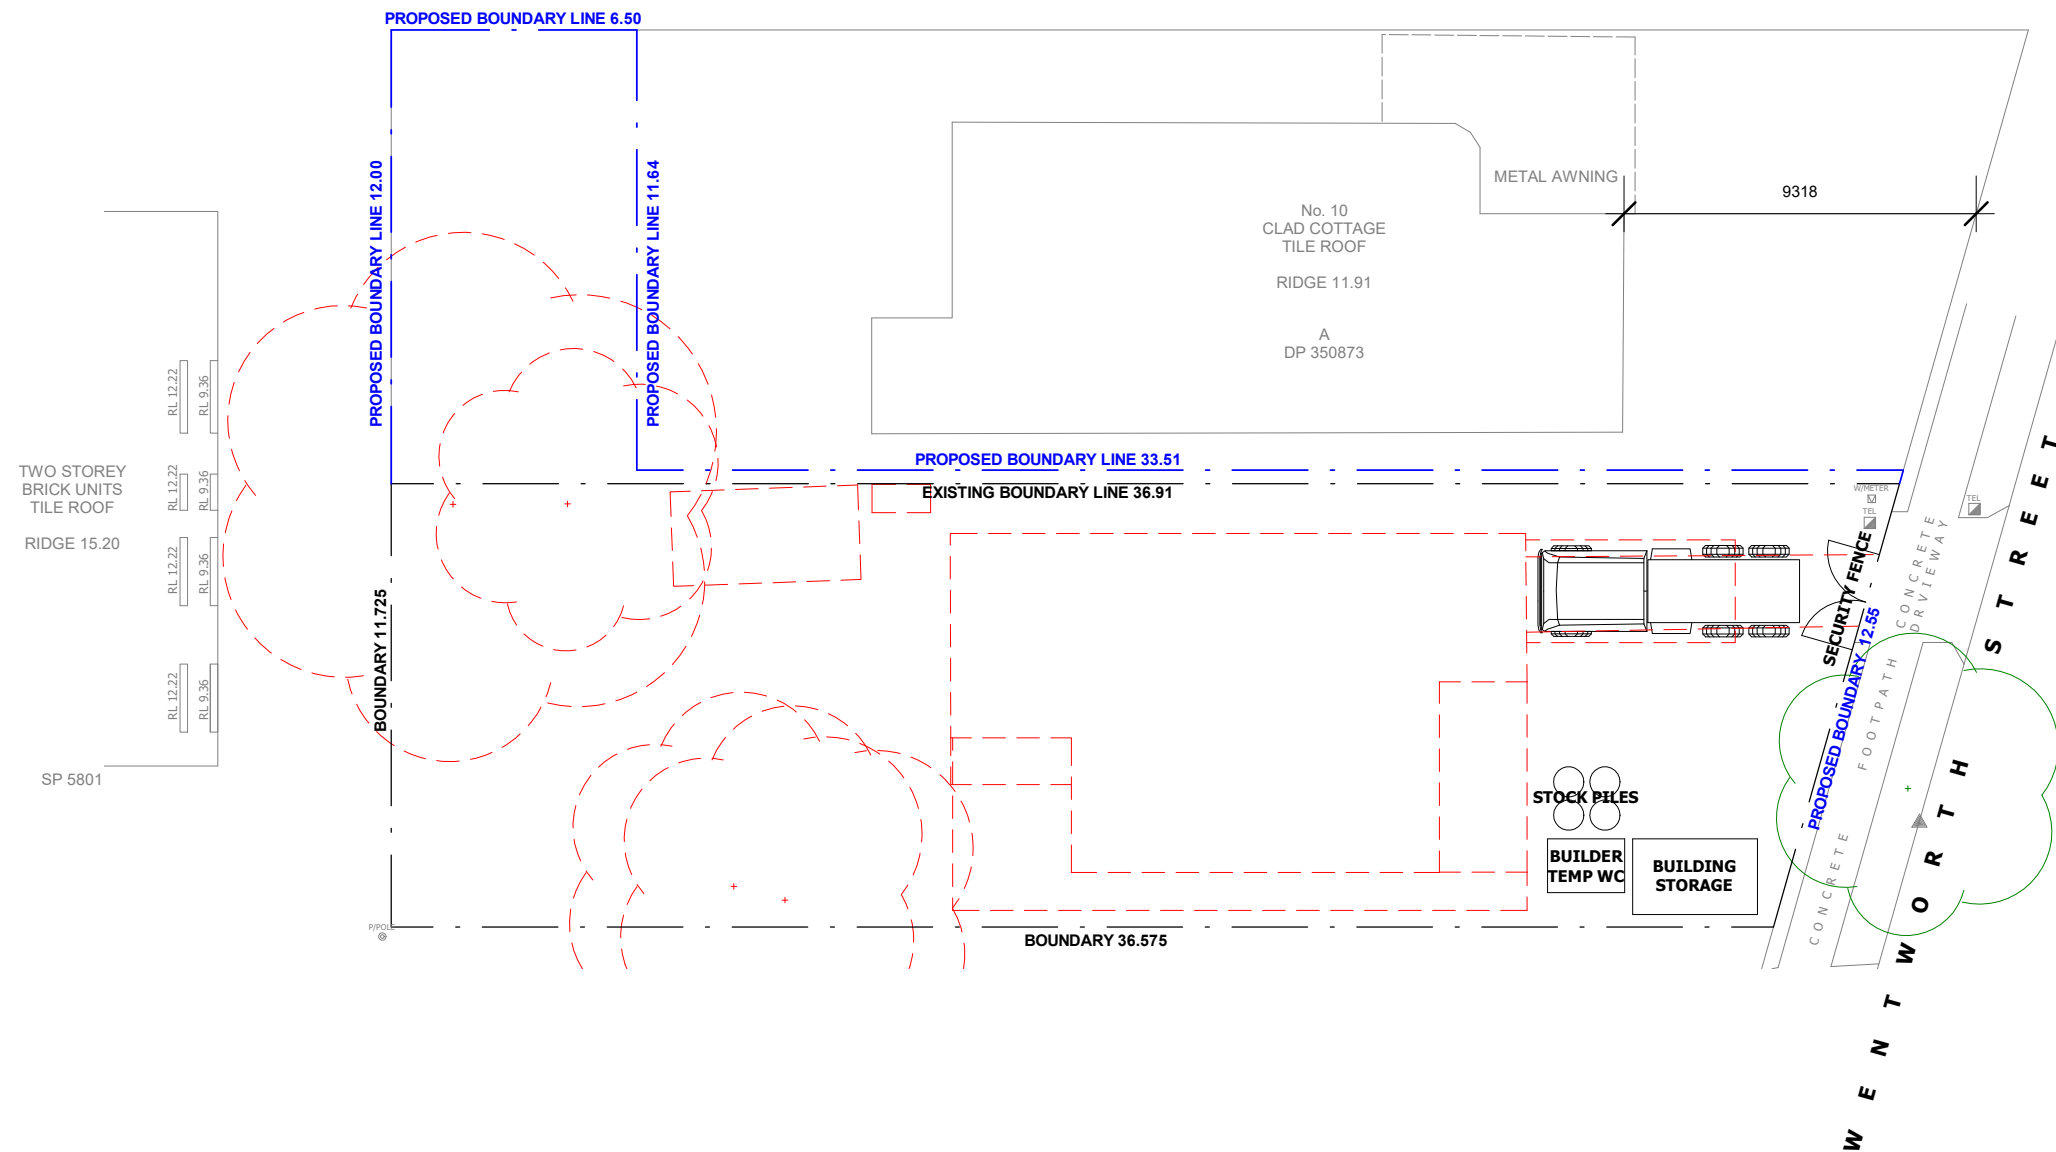 PROPOSED BOUNDARY LINE 6.50
PROPOSED BOUNDARY LINE 12.00
PROPOSED BOUNDARY LINE 11.64
METAL AWNING
9318
No. 10
CLAD COTTAGE
TILE ROOF
RIDGE 11.91
A
DP 350873
RL 12.22
RL 9.36
RL 12.22
RL 9.36
RL 12.22
RL 9.36
RL 12.22
RL 9.36
TWO STOREY
BRICK UNITS
TILE ROOF
RIDGE 15.20
SP 5801
PROPOSED BOUNDARY LINE 33.51
EXISTING BOUNDARY LINE 36.91
W/METER
TEL
TEL
CONCRETE
DRVIEWAY
SECURITY FENCE
BOUNDARY 11.725
PROPOSED BOUNDARY 12.55
CONCRETE FOOTPATH
STOCK PILES
BUILDER
TEMP WC
BUILDING
STORAGE
P/POLE
BOUNDARY 36.575
WENTWORTH STREET